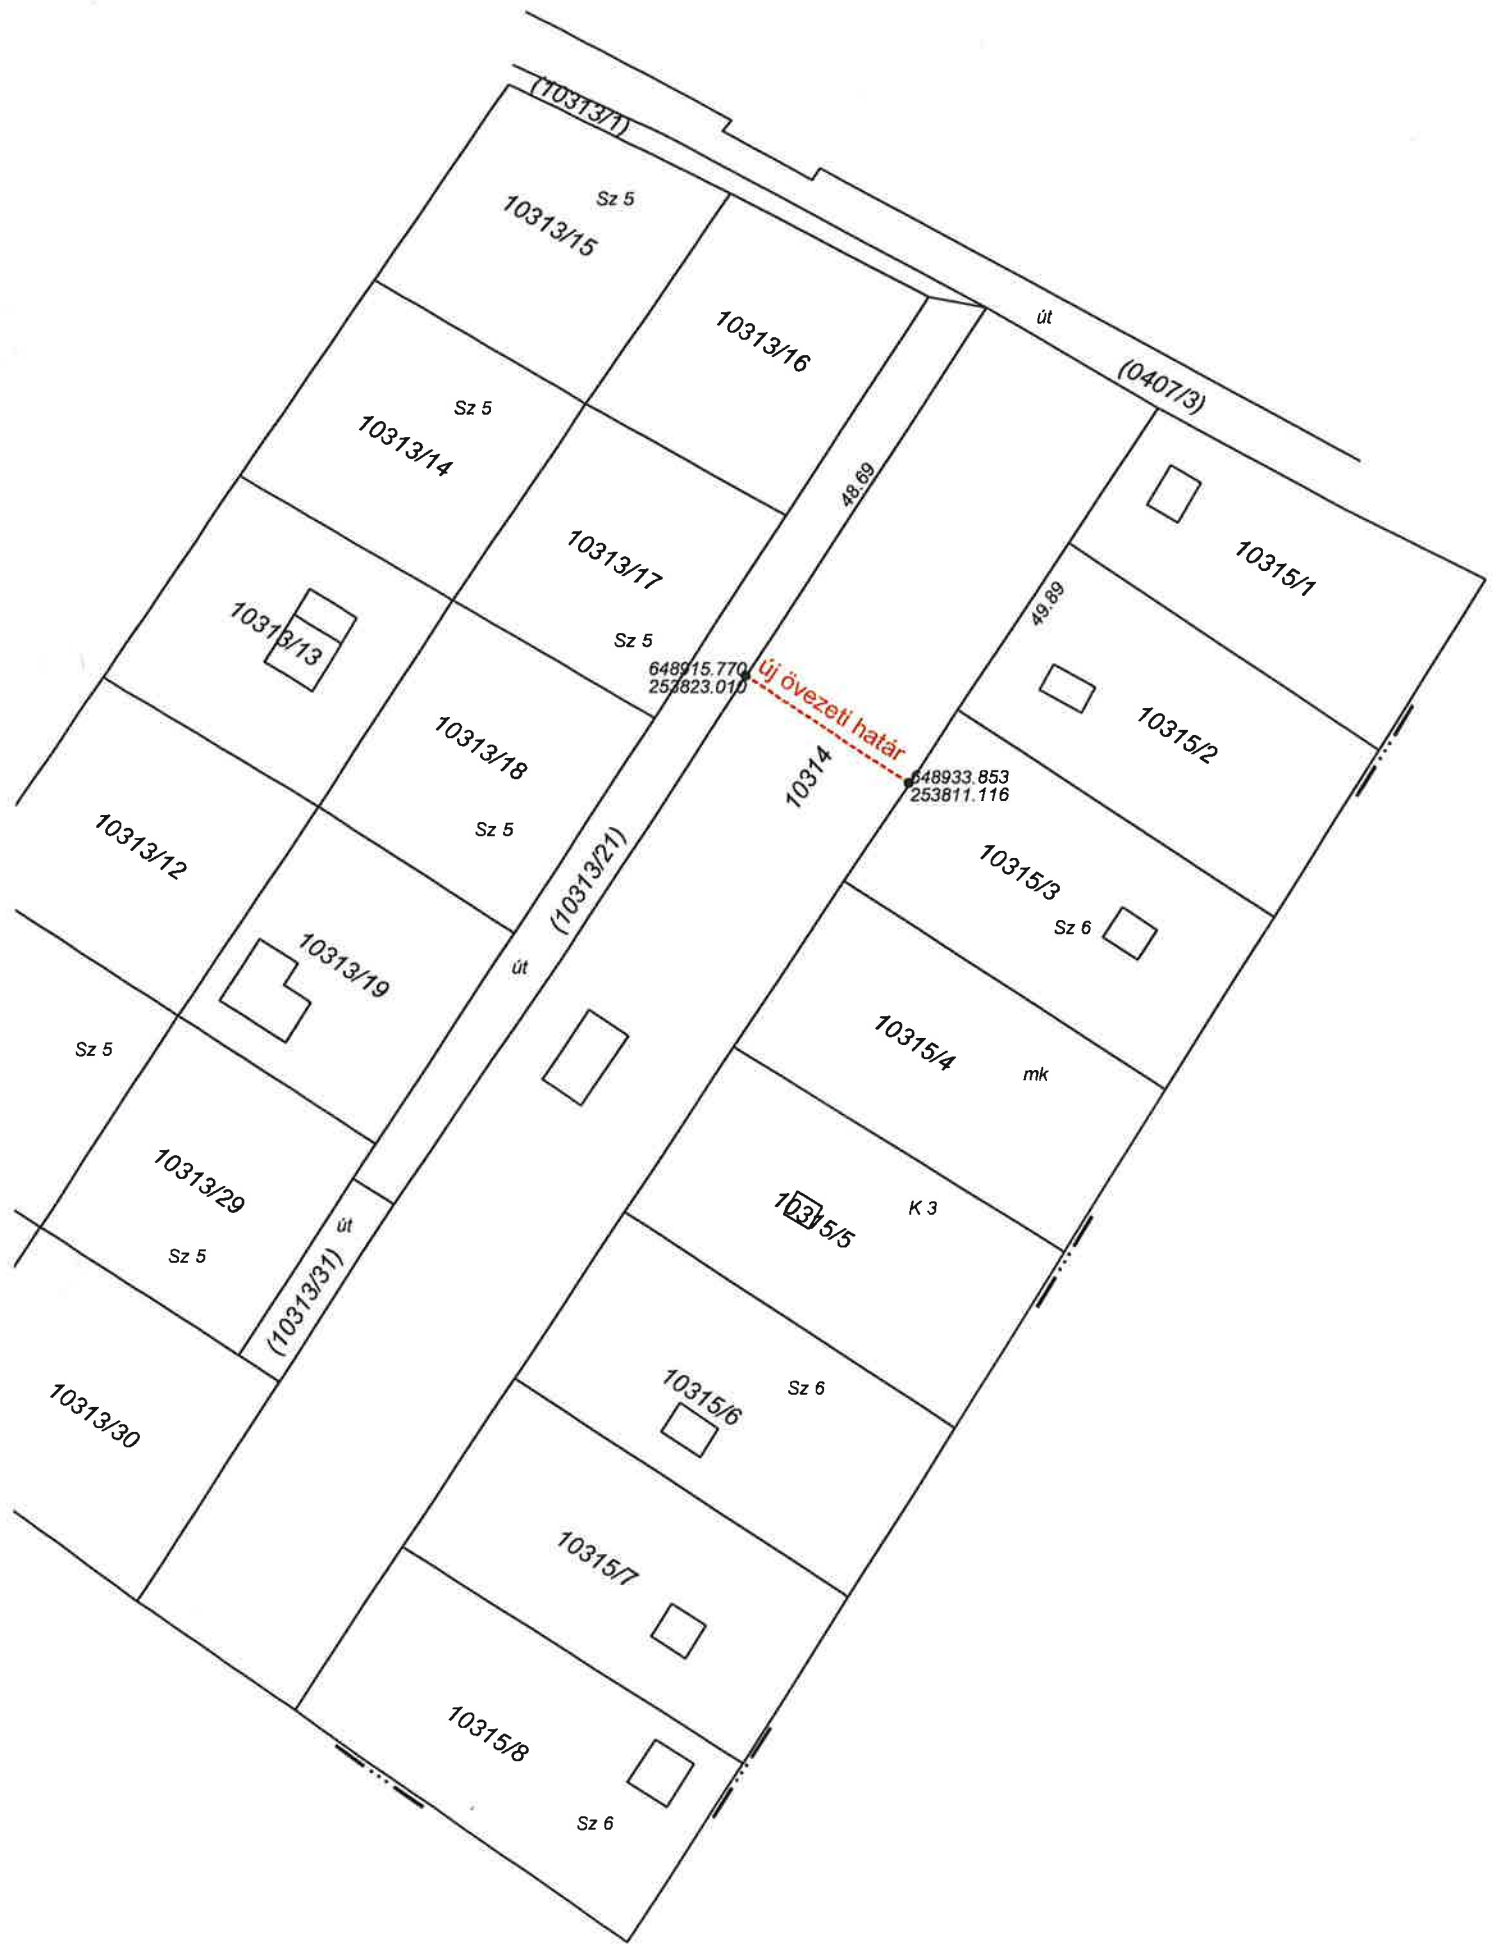 (10313/1)
Sz 5
10313/15
10313/16
út
(0407/3)
Sz 5
10313/14
48.69
10313/17
10315/1
49.89
10313/13
Sz 5
648915.770
253823.010
új övezeti határ
10315/2
10313/18
10314
648933.853
253811.116
Sz 5
10313/12
10315/3
(10313/21)
Sz 6
10313/19
út
10315/4
Sz 5
mk
10313/29
10315/5
K 3
út
Sz 5
(10313/31)
10313/30
10315/6
Sz 6
10315/7
10315/8
Sz 6